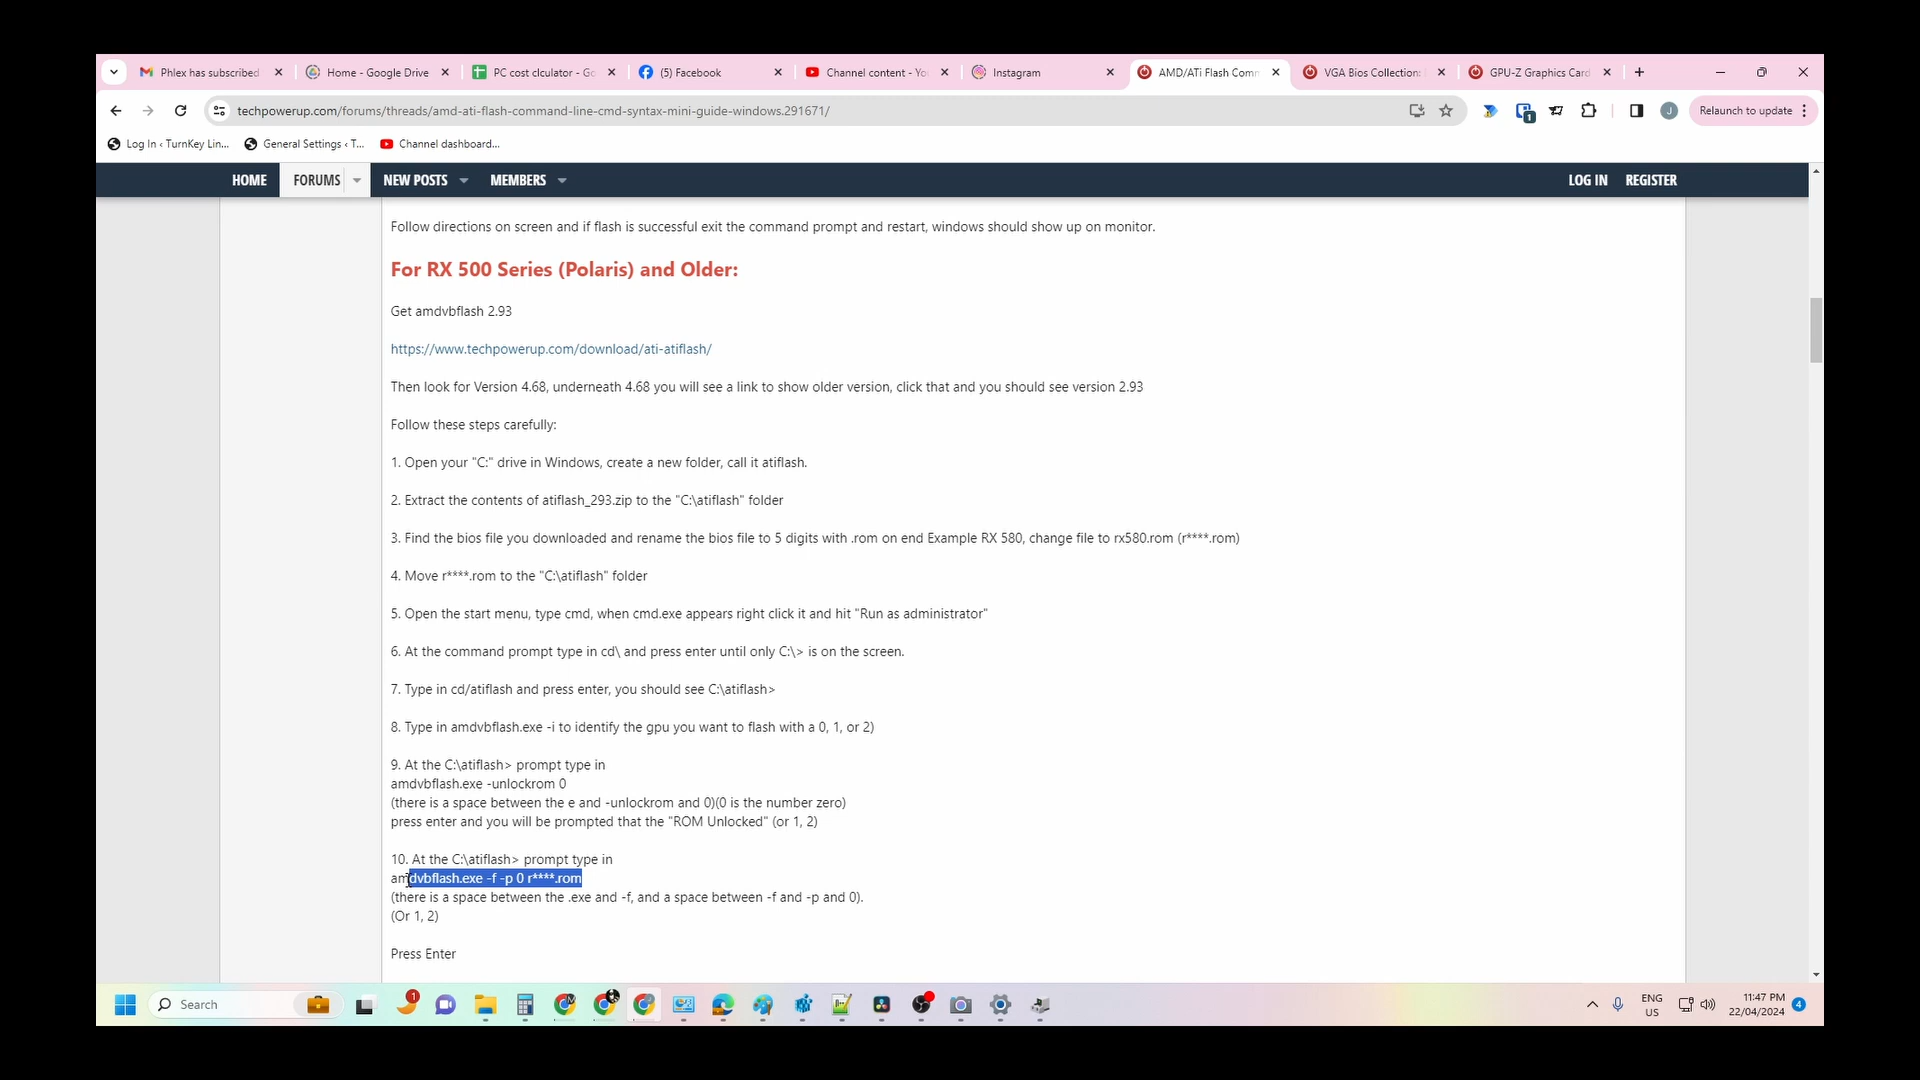 Phlex has subscribed
Home - Google Drive
PC cost clculator - Go
(5) Facebook
Channel content - Yo
Instagram
AMD/ATi Flash Com
VGA Bios Collection:
GPU-Z Graphics Card
techpowerup.com/forums/threads/amd-ati-flash-command-line-cmd-syntax-mini-guide-windows.291671/
1
J
Relaunch to update
Log In ‹ TurnKey Lin...
General Settings ‹ T...
Channel dashboard...
HOME
FORUMS
NEW POSTS
MEMBERS
LOG IN
REGISTER
Follow directions on screen and if flash is successful exit the command prompt and restart, windows should show up on monitor.
For RX 500 Series (Polaris) and Older:
Get amdvbflash 2.93
https://www.techpowerup.com/download/ati-atiflash/
Then look for Version 4.68, underneath 4.68 you will see a link to show older version, click that and you should see version 2.93
Follow these steps carefully:
1. Open your "C:" drive in Windows, create a new folder, call it atiflash.
2. Extract the contents of atiflash_293.zip to the "C:\atiflash" folder
3. Find the bios file you downloaded and rename the bios file to 5 digits with .rom on end Example RX 580, change file to rx580.rom (r****.rom)
4. Move r****.rom to the "C:\atiflash" folder
5. Open the start menu, type cmd, when cmd.exe appears right click it and hit "Run as administrator"
6. At the command prompt type in cd\ and press enter until only C:\> is on the screen.
7. Type in cd/atiflash and press enter, you should see C:\atiflash>
8. Type in amdvbflash.exe -i to identify the gpu you want to flash with a 0, 1, or 2)
9. At the C:\atiflash> prompt type in
amdvbflash.exe -unlockrom 0
(there is a space between the e and -unlockrom and 0)(0 is the number zero)
press enter and you will be prompted that the "ROM Unlocked" (or 1, 2)
10. At the C:\atiflash> prompt type in
amdvbflash.exe -f -p 0 r****.rom
(there is a space between the .exe and -f, and a space between -f and -p and 0).
(Or 1, 2)
Press Enter
Search
1
ENG
US
11:47 PM
22/04/2024
4